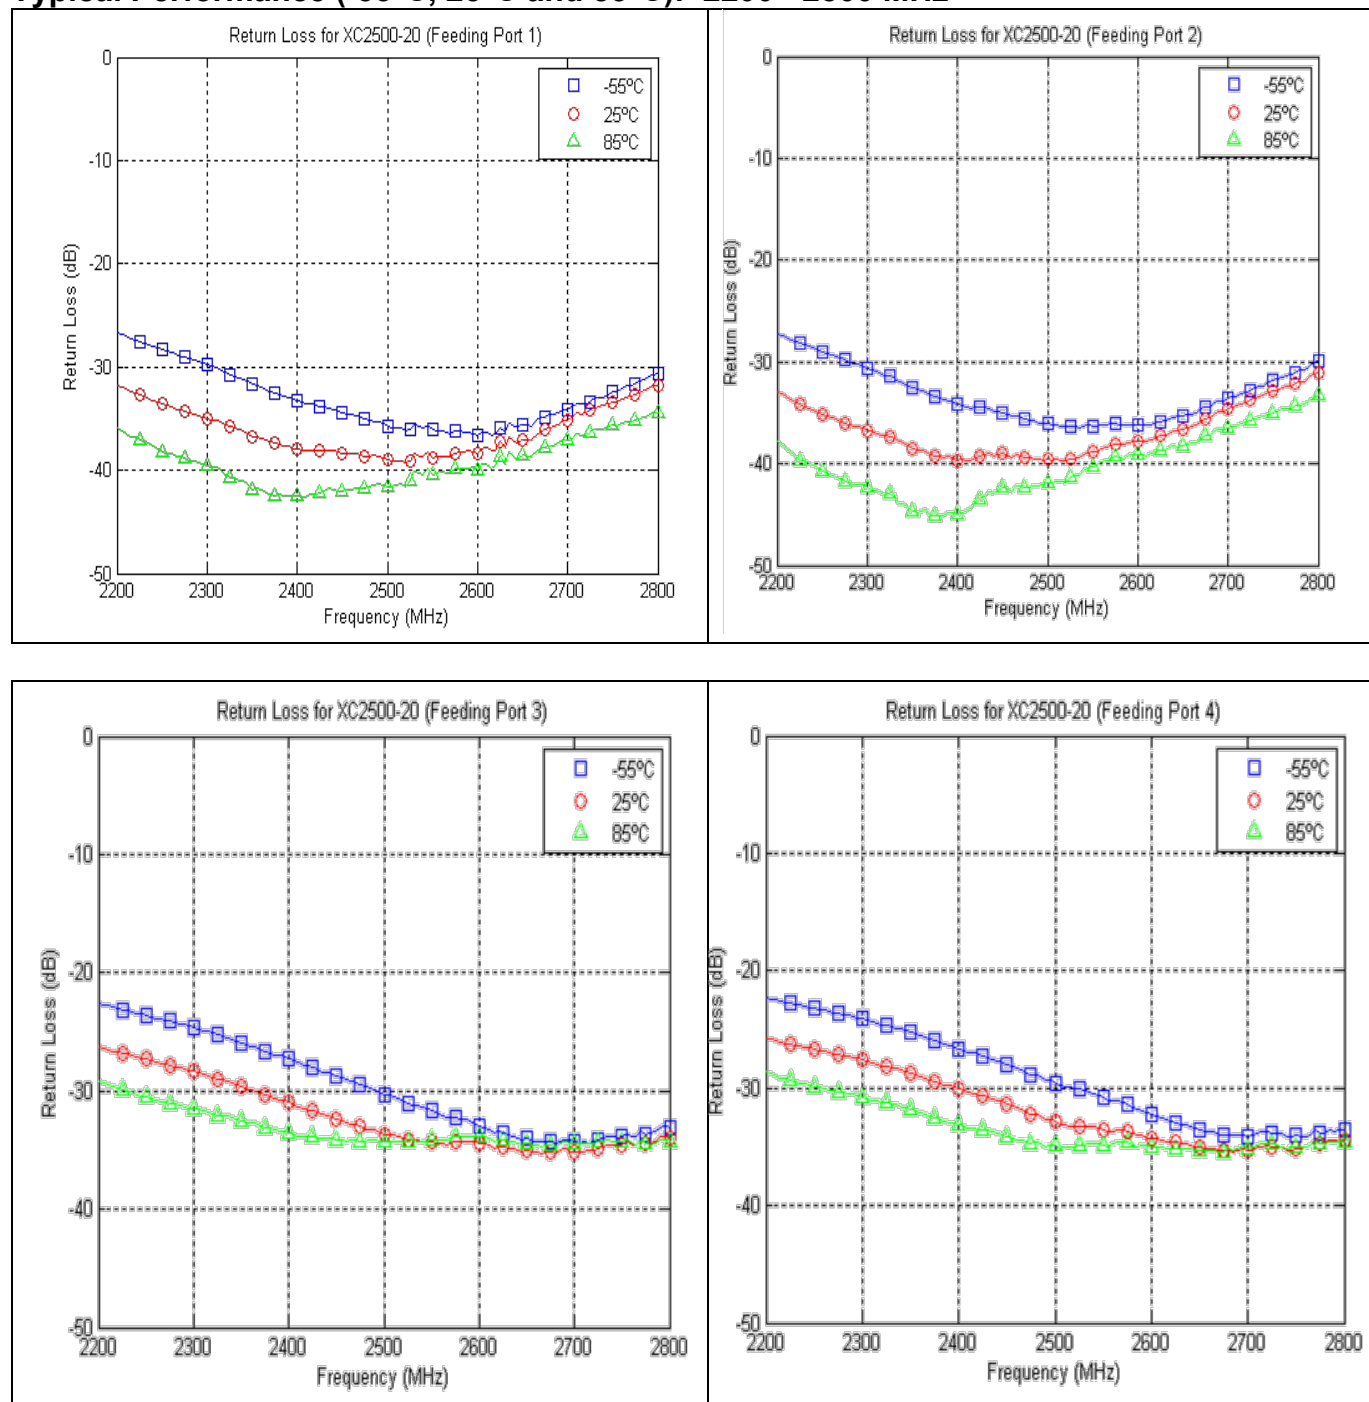 Return Loss for XC2500-20 (Feeding Port 1)
0
-10
-20
-30
-40
-50
Return Loss (dB)
-55ºC
25ºC
85ºC
2200 2300 2400 2500 2600 2700 2800
Frequency (MHz)
Return Loss for XC2500-20 (Feeding Port 2)
0
-10
-20
-30
-40
-50
Return Loss (dB)
-55ºC
25ºC
85ºC
2200 2300 2400 2500 2600 2700 2800
Frequency (MHz)
Return Loss for XC2500-20 (Feeding Port 3)
0
-10
-20
-30
-40
-50
Return Loss (dB)
-55ºC
25ºC
85ºC
2200 2300 2400 2500 2600 2700 2800
Frequency (MHz)
Return Loss for XC2500-20 (Feeding Port 4)
0
-10
-20
-30
-40
-50
Return Loss (dB)
-55ºC
25ºC
85ºC
2200 2300 2400 2500 2600 2700 2800
Frequency (MHz)